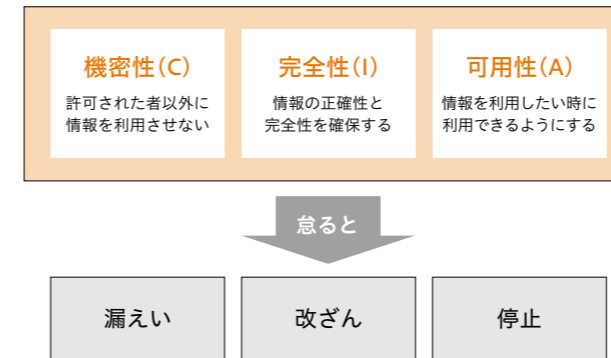 機密性(C)
許可された者以外に
情報を利用させない
完全性(I)
情報の正確性と
完全性を確保する
可用性(A)
情報を利用したい時に
利用できるようにする
怠ると
漏えい
改ざん
停止